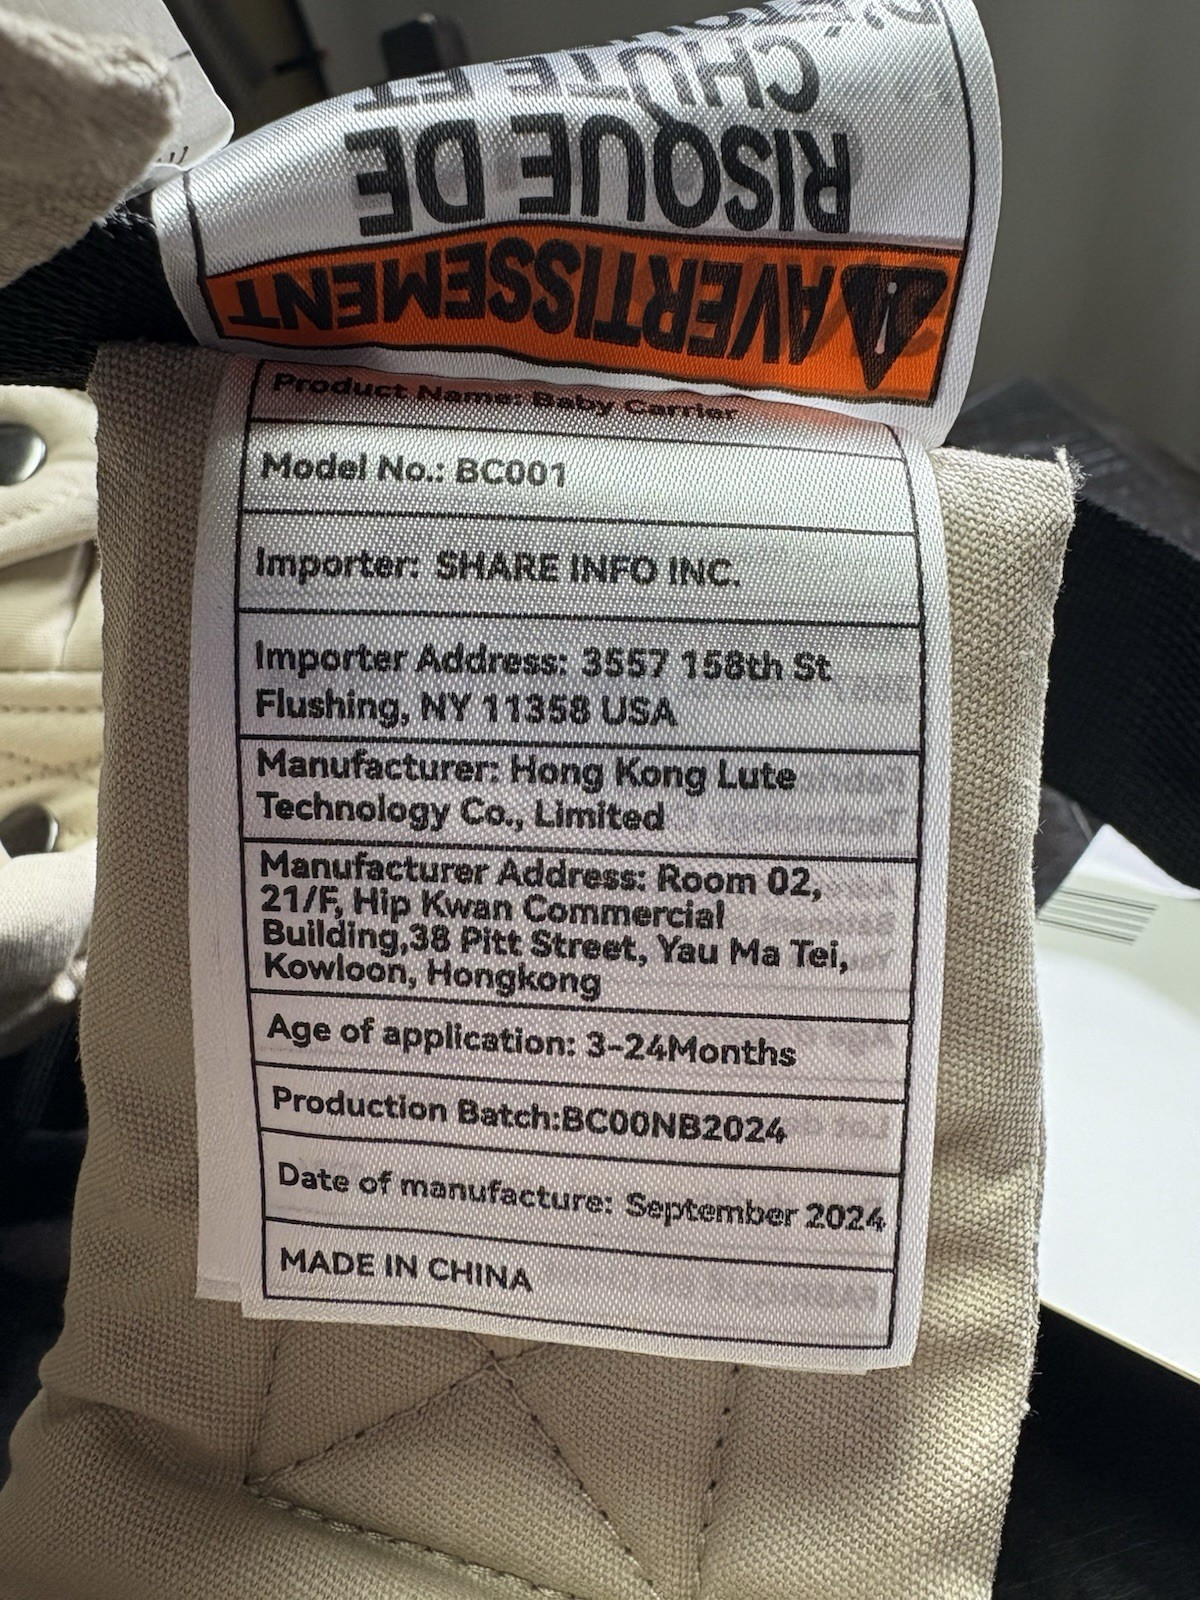 D'ÉTOUFFEMENT
CHUTE ET
RISQUE DE
AVERTISSEMENT
Product Name: Baby Carrier
Model No.: BC001
Importer: SHARE INFO INC.
Importer Address: 3557 158th St
Flushing, NY 11358 USA
Manufacturer: Hong Kong Lute
Technology Co., Limited
Manufacturer Address: Room 02,
21/F, Hip Kwan Commercial
Building,38 Pitt Street, Yau Ma Tei,
Kowloon, Hongkong
Age of application: 3-24Months
Production Batch:BC00NB2024
Date of manufacture: September 2024
MADE IN CHINA